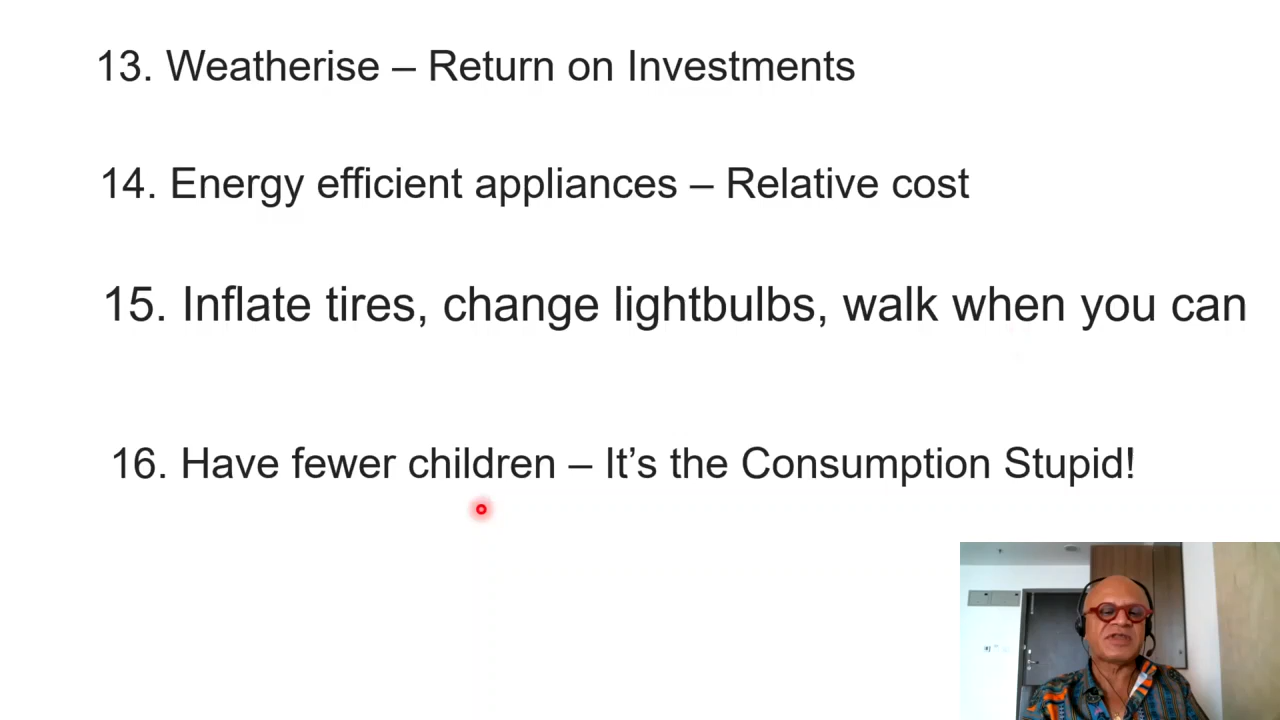 13. Weatherise – Return on Investments
14. Energy efficient appliances – Relative cost
15. Inflate tires, change lightbulbs, walk when you can
16. Have fewer children – It’s the Consumption Stupid!